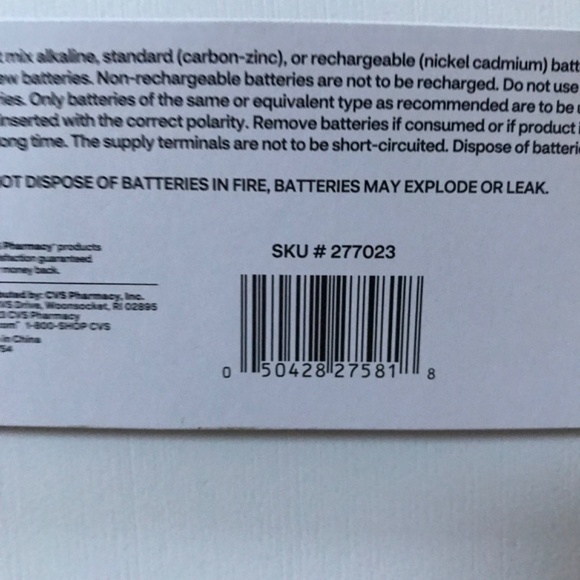 mix alkaline, standard (carbon-zinc), or rechargeable (nickel cadmium) batt
ew batteries. Non-rechargeable batteries are not to be recharged. Do not use
ies. Only batteries of the same or equivalent type as recommended are to be
inserted with the correct polarity. Remove batteries if consumed or if product
ong time. The supply terminals are not to be short-circuited. Dispose of batteri
OT DISPOSE OF BATTERIES IN FIRE, BATTERIES MAY EXPLODE OR LEAK.
Pharmacy® products
sfaction guaranteed
money back.
buted by: CVS Pharmacy, Inc.
VS Drive, Woonsocket, RI 02895
CVS Pharmacy
com® 1-800-SHOP CVS
in China
54
SKU # 277023
0 50428 27581 8